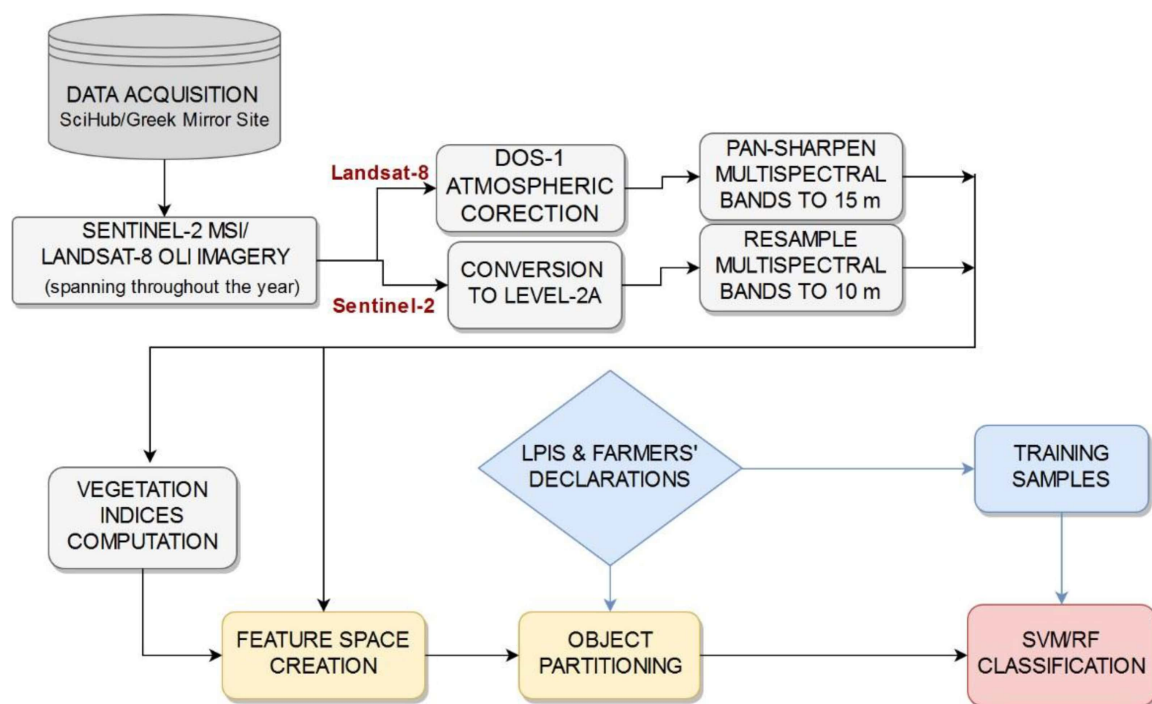 DATA ACQUISITION
SciHub/Greek Mirror Site
SENTINEL-2 MSI/
LANDSAT-8 OLI IMAGERY
(spanning throughout the year)
Landsat-8
Sentinel-2
DOS-1
ATMOSPHERIC
CORECTION
CONVERSION
TO LEVEL-2A
PAN-SHARPEN
MULTISPECTRAL
BANDS TO 15 m
RESAMPLE
MULTISPECTRAL
BANDS TO 10 m
VEGETATION
INDICES
COMPUTATION
LPIS & FARMERS'
DECLARATIONS
TRAINING
SAMPLES
FEATURE SPACE
CREATION
OBJECT
PARTITIONING
SVM/RF
CLASSIFICATION